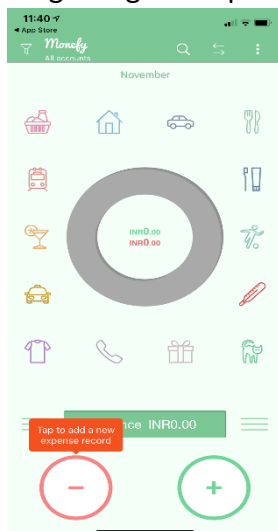 11:40
App Store
Monefy
All accounts
November
INR0.00
INR0.00
nce INR0.00
Tap to add a new
expense record